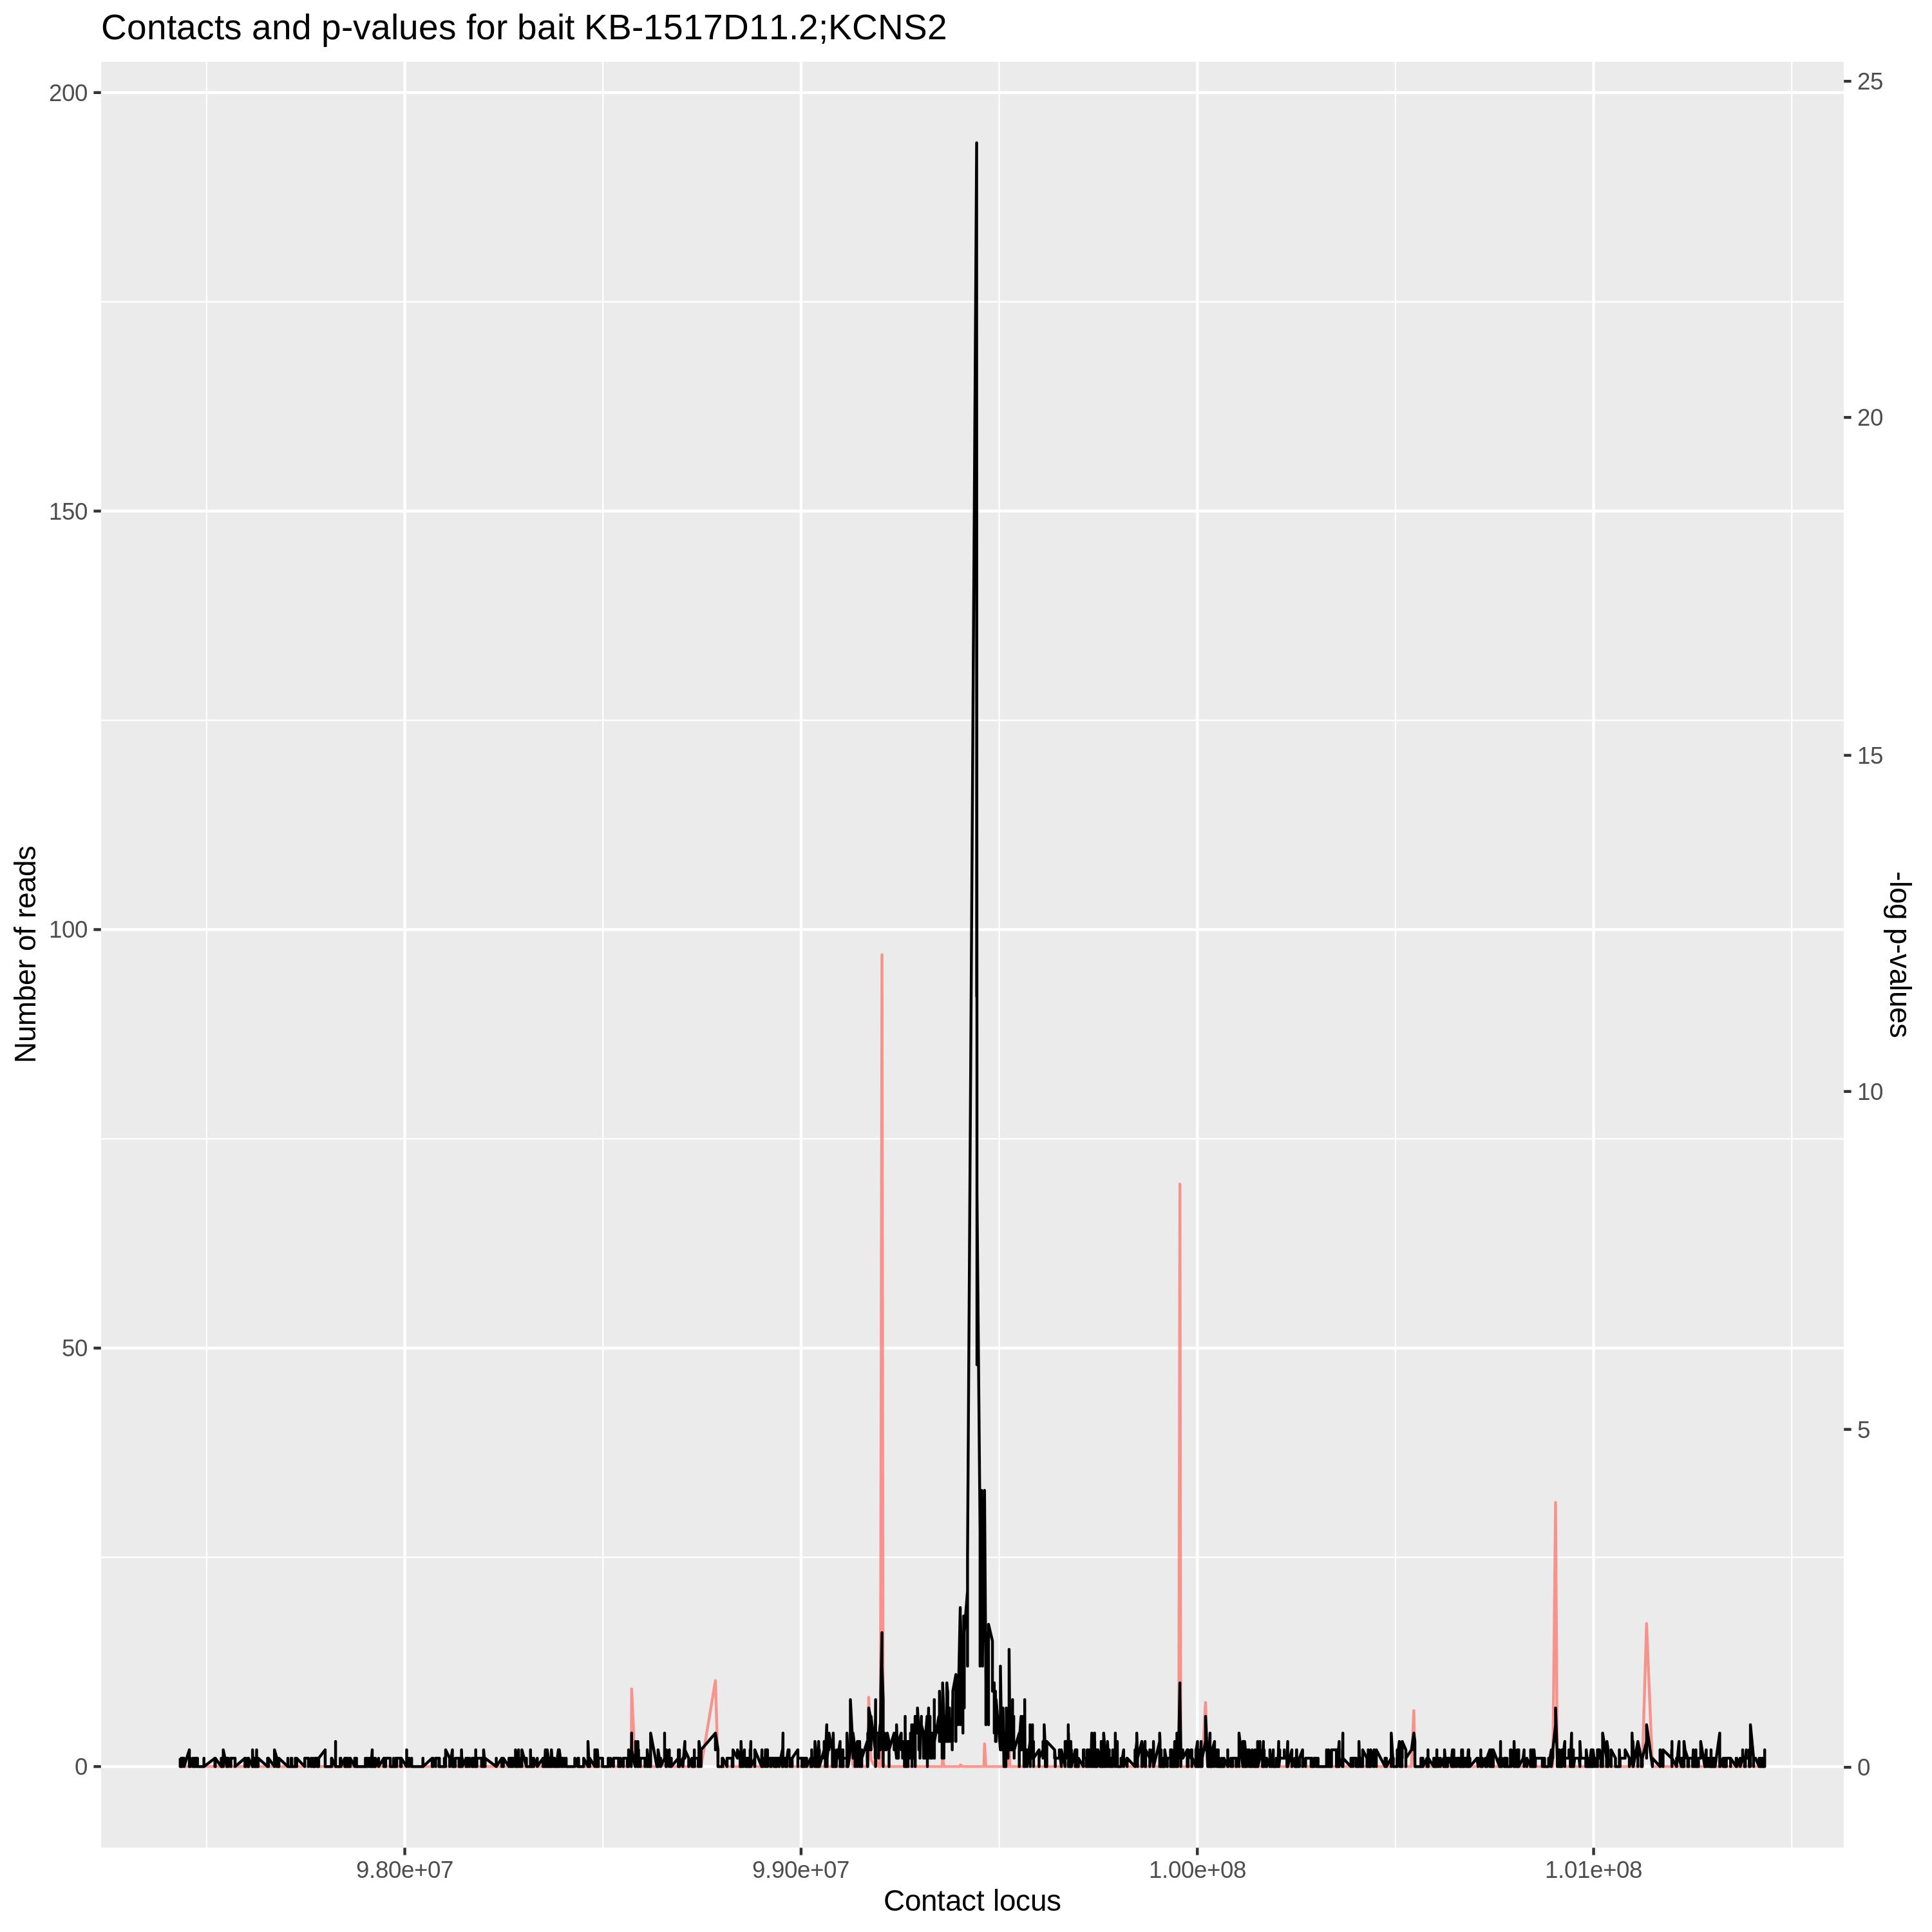 Contacts and p-values for bait KB-1517D11.2;KCNS2
Number of reads
200
150
100
50
0
25
20
15
10
5
0
-log p-values
9.80e+07
9.90e+07
1.00e+08
1.01e+08
Contact locus